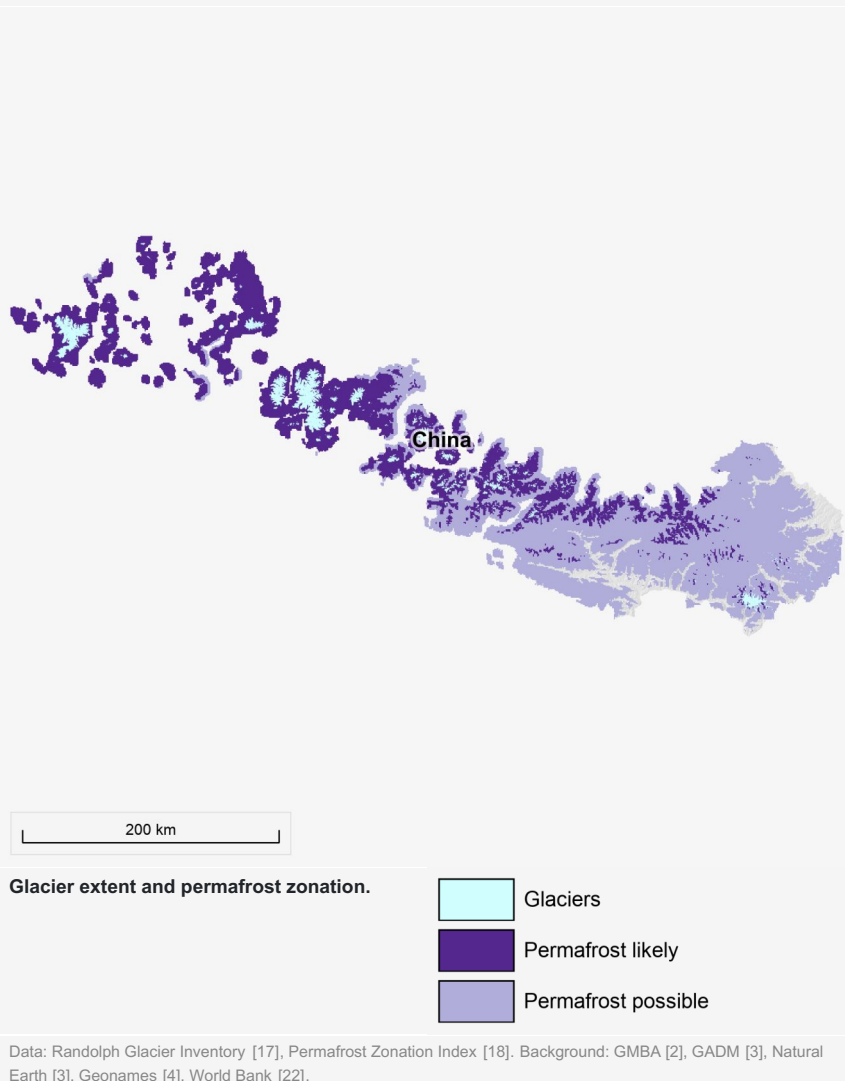 China
200 km
Glacier extent and permafrost zonation.
Glaciers
Permafrost likely
Permafrost possible
Data: Randolph Glacier Inventory [17], Permafrost Zonation Index [18]. Background: GMBA [2], GADM [3], Natural
Earth [3], Geonames [4], World Bank [22].